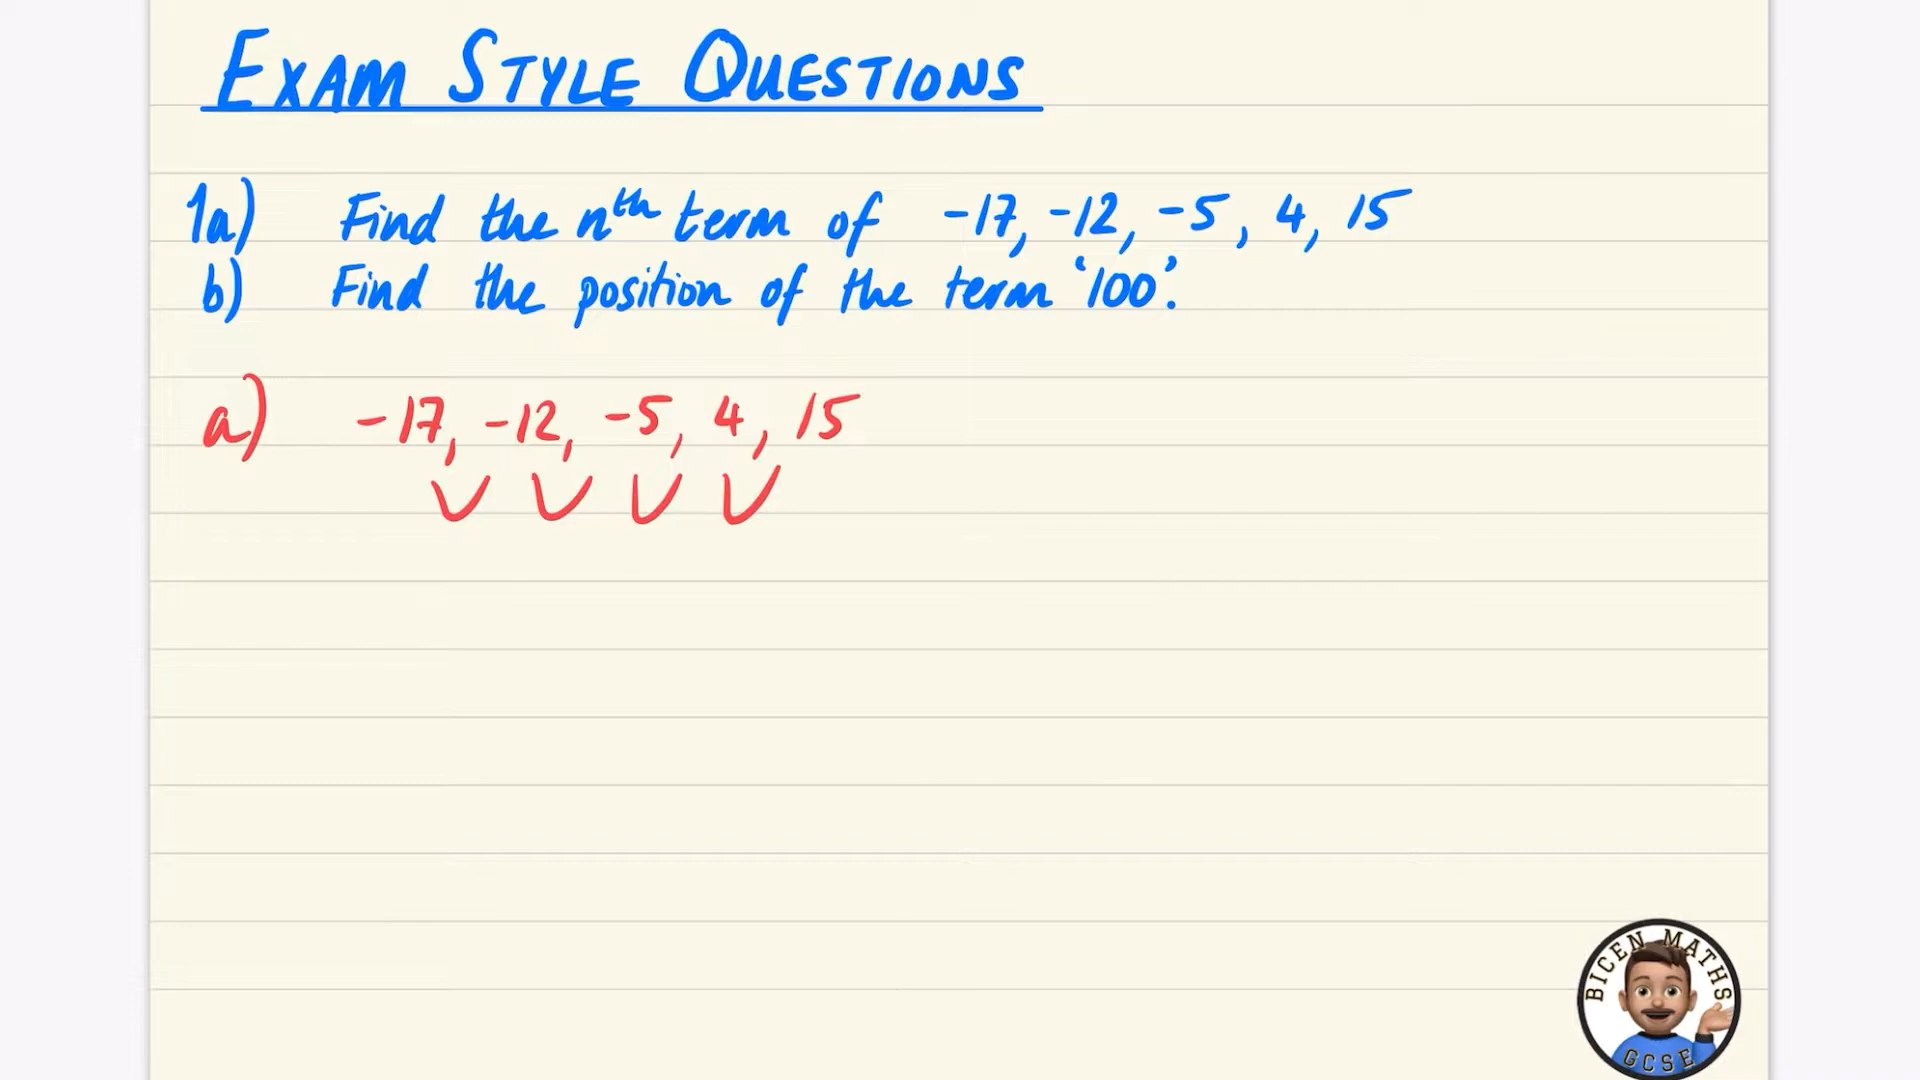 EXAM STYLE QUESTIONS
1a) Find the nth term of -17, -12, -5, 4, 15
b) Find the position of the term '100'.
a) -17, -12, -5, 4, 15
BICEN MATHS
GCSE